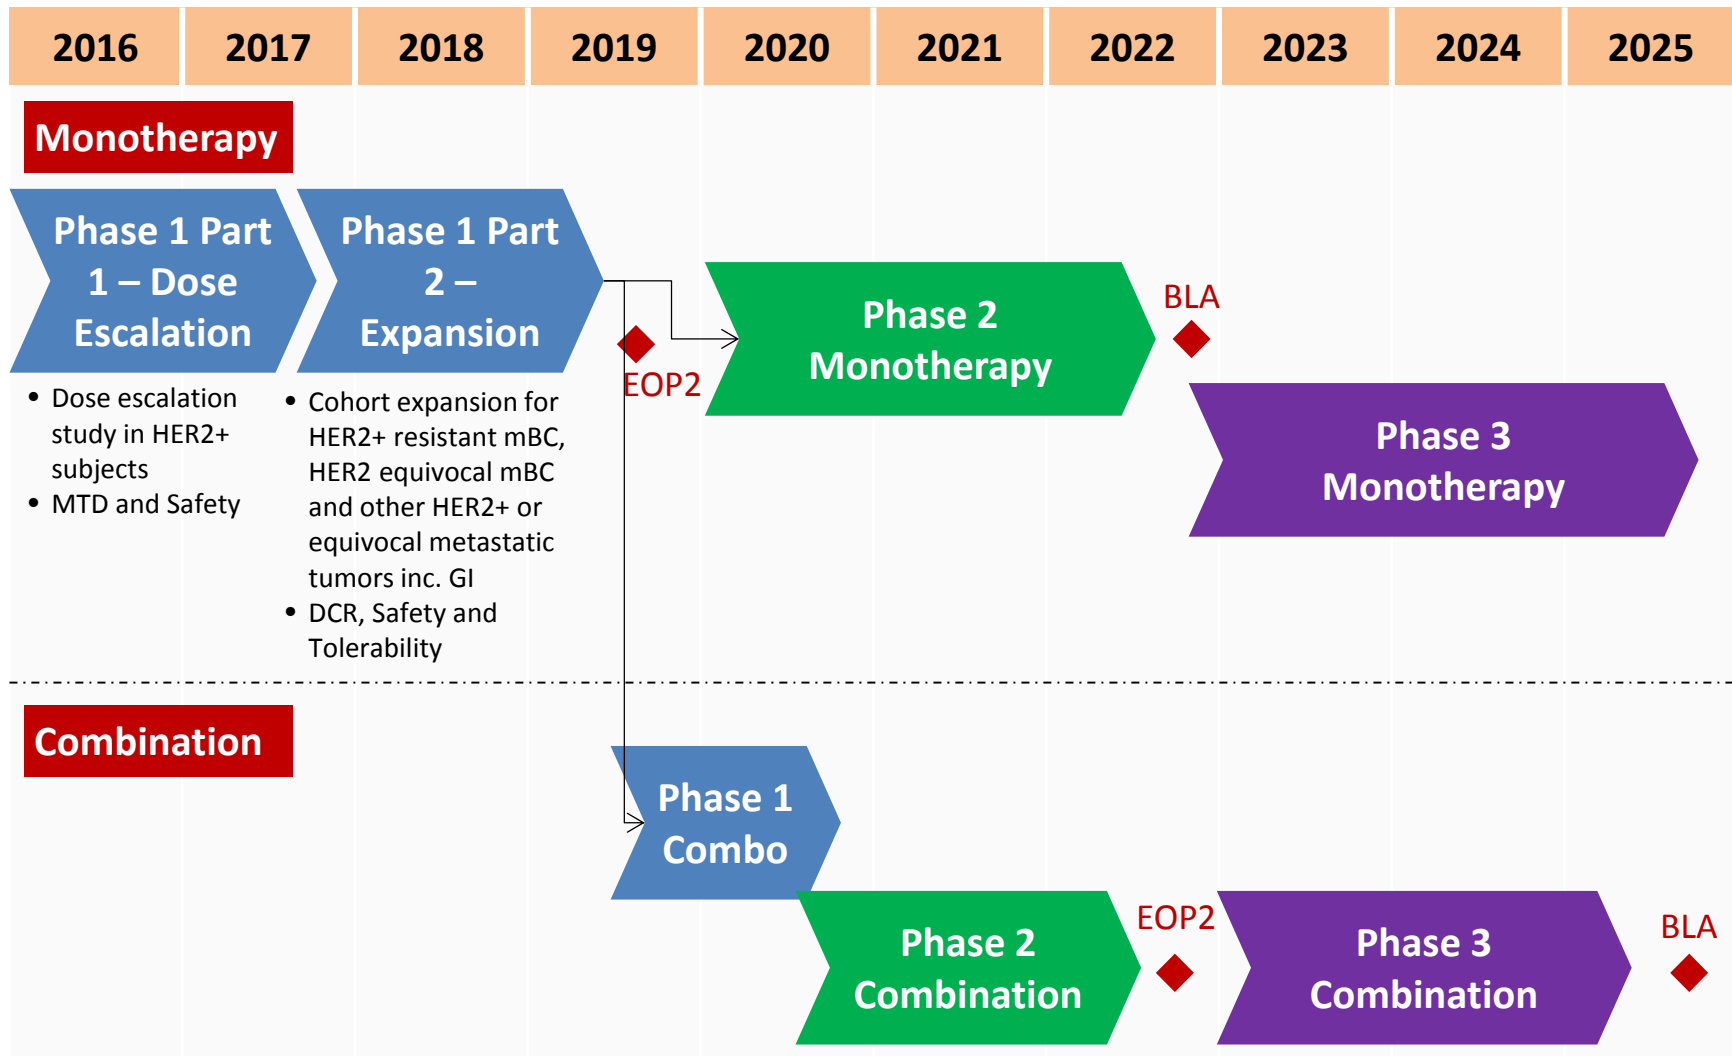 2016 2017 2018 2019 2020 2021 2022 2023 2024 2025
Monotherapy
Phase 1 Part
1 – Dose
Escalation
Phase 1 Part
2 –
Expansion
EOP2
Phase 2
Monotherapy
BLA
Phase 3
Monotherapy
• Dose escalation
study in HER2+
subjects
• MTD and Safety
• Cohort expansion for
HER2+ resistant mBC,
HER2 equivocal mBC
and other HER2+ or
equivocal metastatic
tumors inc. GI
• DCR, Safety and
Tolerability
Combination
Phase 1
Combo
Phase 2
Combination
EOP2
Phase 3
Combination
BLA